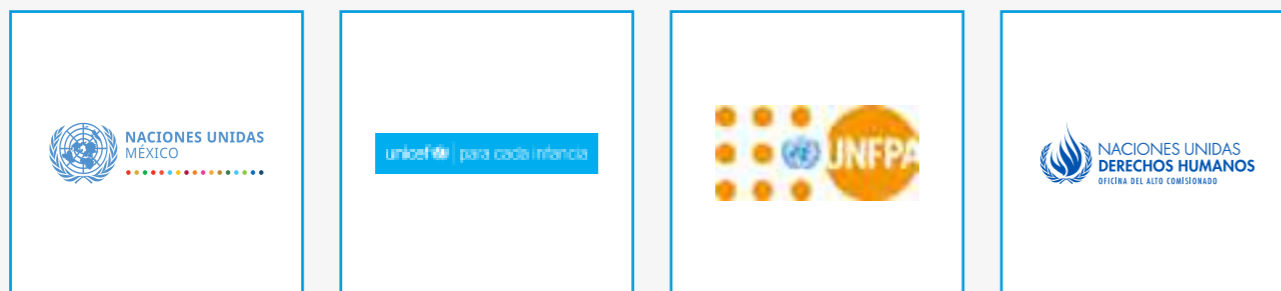 NACIONES UNIDAS
MÉXICO
unicef para cada infancia
UNFPA
NACIONES UNIDAS
DERECHOS HUMANOS
OFICINA DEL ALTO COMISIONADO